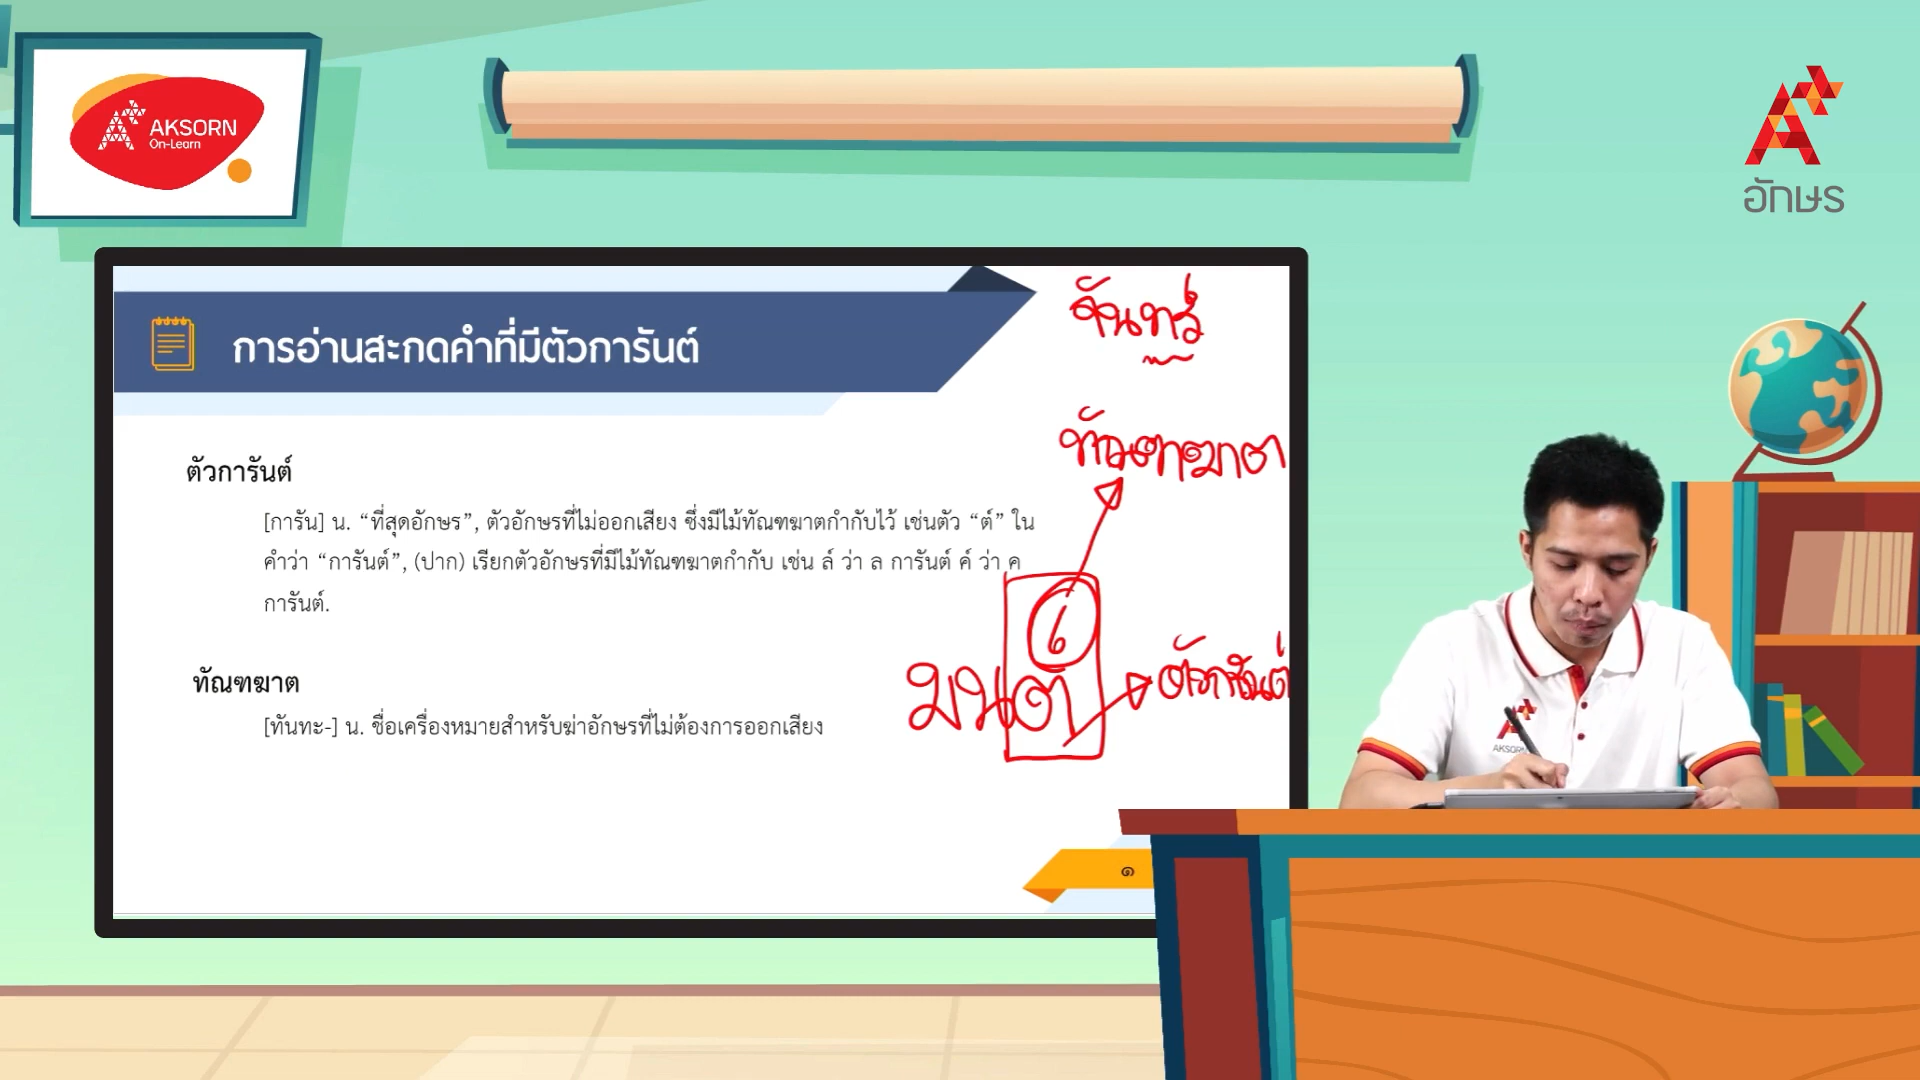 AKSORN
On-Learn
อักษร
การอ่านสะกดคำที่มีตัวการันต์
จันทร์
ทัณฑฆาต
ตัวการันต์
[การัน] น. “ที่สุดอักษร”, ตัวอักษรที่ไม่ออกเสียง ซึ่งมีไม้ทัณฑฆาตกำกับไว้ เช่นตัว “ต์” ใน
คำว่า “การันต์”, (ปาก) เรียกตัวอักษรที่มีไม้ทัณฑฆาตกำกับ เช่น ล์ ว่า ล การันต์ ค์ ว่า ค
การันต์.
มนต์
ตัวการันต์
ทัณฑฆาต
[ทันทะ-] น. ชื่อเครื่องหมายสำหรับฆ่าอักษรที่ไม่ต้องการออกเสียง
๑